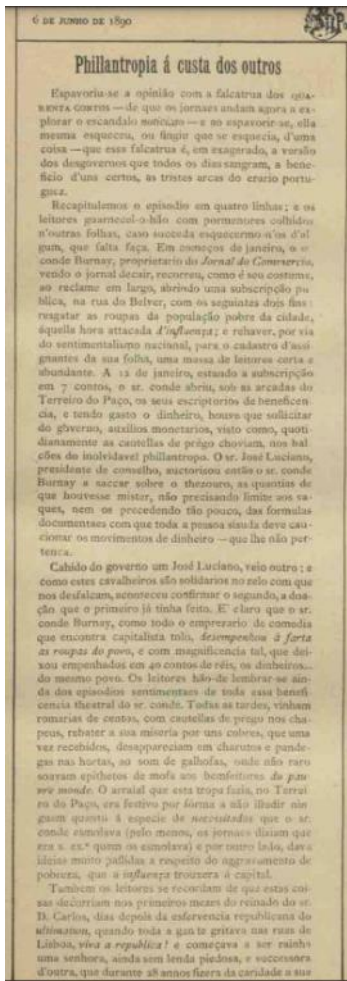 6 DE JUNHO DE 1890
Philantropia á custa dos outros
Espavoriu-se a opinião com a falcatrua dos QUA-
RENTA CONTOS — de que os jornaes andam agora a ex-
plorar o escandalo — e ao espavorir-se, ella
mesma esqueceu, ou fingiu que se esquecia, d'uma
coisa — que essa falcatrua é, em exagerado, a versão
dos desgovernos que todos os dias sangram, a bene-
ficio d'uns certos, as tristes arcas do erario portu-
guez.
Recapitulemos o episodio em quatro linhas; e os
leitores guarnecel-o-hão com pormenores colhidos
n'outras folhas, caso succeda esquecermo-n'os d'al
gum, que falta faça. Em começos de janeiro, o
conde Burnay, proprietario do Jornal do Commercio,
vendo o jornal decair, recorreu, como é seu costume,
ao reclame em largo, abrindo uma subscripção pu-
blica, na rua do Belver, com os seguintes dois fins:
resgatar as roupas da população pobre da cidade,
áquella hora attacada d'influenza; e rehaver, por via
do sentimentalismo nacional, para o cadastro d'assi-
gnantes da sua folha, uma massa de leitores certa e
abundante. A 12 de janeiro, estando a subscripção
em 7 contos, o sr. conde abriu, sob as arcadas do
Terreiro do Paço, os seus escriptorios de beneficen-
cia, e tendo gasto o dinheiro, houve que sollicitar
do governo, auxilios monetarios, visto como, quoti-
dianamente as cautellas de prégo choviam, nos bal-
cões do inolvidavel philantropo. O sr. José Luciano,
presidente de conselho, auctorisou então o sr. conde
Burnay a saccar sobre o thezouro, as quantias de
que houvesse mister, não precisando limite aos sa-
ques, nem os precedendo tão pouco, das formulas
documentaes com que toda a pessoa sisuda deve cau-
cionar os movimentos de dinheiro — que lhe não per-
tença.
Cahido do governo um José Luciano, veio outro; e
como estes cavalheiros são solidarios no zelo com que
nos desfalcam, aconteceu confirmar o segundo, a doa-
ção que o primeiro já tinha feito. E' claro que o sr.
conde Burnay, como todo o emprezario de comedia
que encontra capitalista tolo, desempenhou á farta
as roupas do povo, e com magnificencia tal, que dei-
xou empenhados em 40 contos de réis, os dinheiros...
do mesmo povo. Os leitores hão-de lembrar-se ain-
da dos episodios sentimentaes de toda essa benefi-
cencia theatral do sr. conde. Todas as tardes, vinham
romarias de centas, com cautellas de prego nos cha-
peus, rebater a sua miseria por uns cobres, que uma
vez recebidos, desappareciam em charutos e pande-
gas nas hortas, ao som de galhofas, onde não raro
soavam epithetos de mofa aos bemfeitores du pau-
vre monde. O arraial que esta tropa fazia, no Terrei-
ro do Paço, era festivo por fórma a não illudir nin-
guem quanto á especie de necessitados que o sr.
conde esmolava (pelo menos, os jornaes diziam que
era s. ex.ª quem os esmolava) e por outro lado, dava
idéias muito pallidas a respeito do aggravamento de
pobreza, que a influenza trouxera á capital.
Tambem os leitores se recordam de que estas coi-
sas decorriam nos primeiros mezes do reinado do sr.
D. Carlos, dias depois da esfervencia republicana do
ultimatum, quando toda a gente gritava nas ruas de
Lisboa, viva a republica! e começava a ser rainha
uma senhora, ainda sem lenda piedosa, e successora
d'outra, que durante 28 annos fizera da caridade a sua